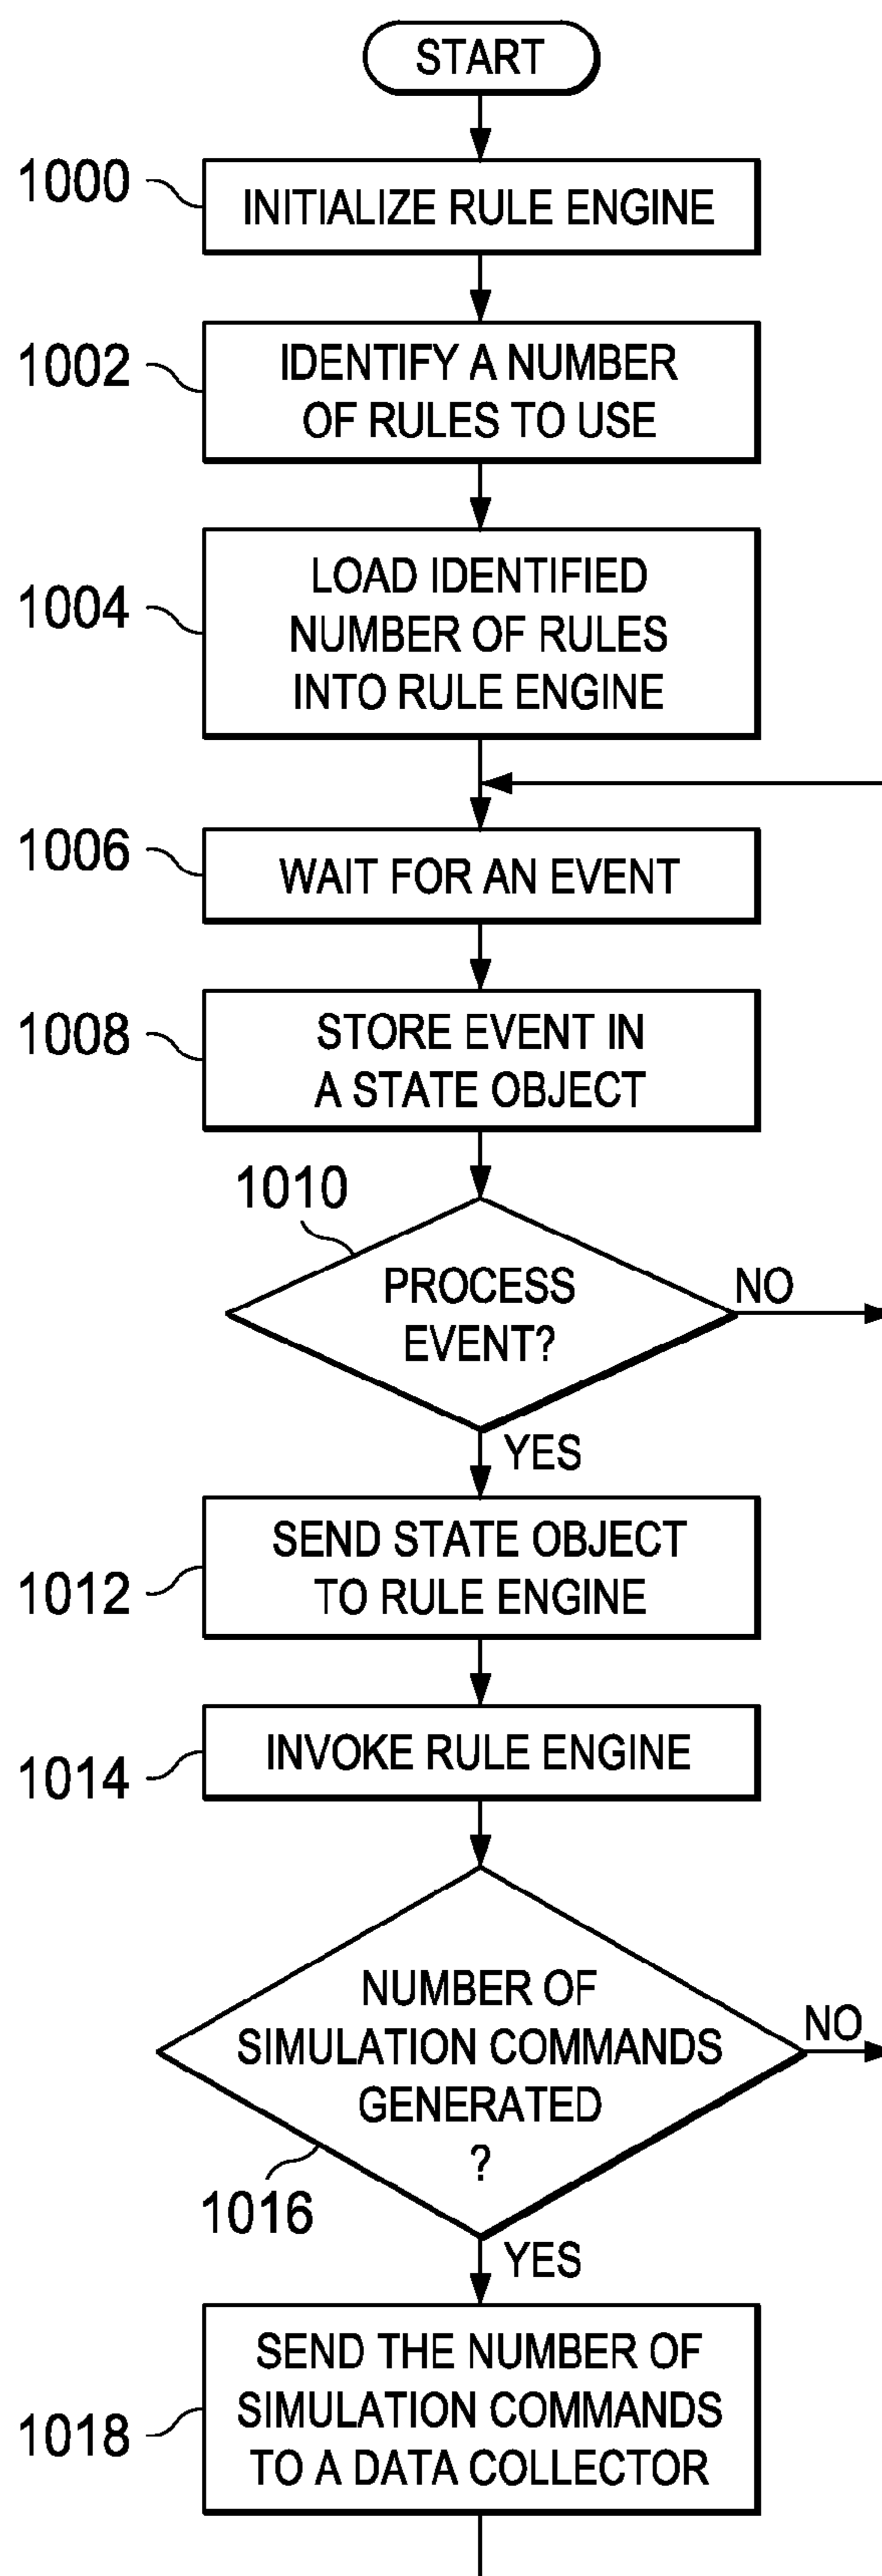 START
1000
INITIALIZE RULE ENGINE
1002
IDENTIFY A NUMBER
OF RULES TO USE
1004
LOAD IDENTIFIED
NUMBER OF RULES
INTO RULE ENGINE
1006
WAIT FOR AN EVENT
1008
STORE EVENT IN
A STATE OBJECT
1010
PROCESS
EVENT?
NO
YES
1012
SEND STATE OBJECT
TO RULE ENGINE
1014
INVOKE RULE ENGINE
NUMBER OF
SIMULATION COMMANDS
GENERATED
?
NO
1016
YES
1018
SEND THE NUMBER OF
SIMULATION COMMANDS
TO A DATA COLLECTOR